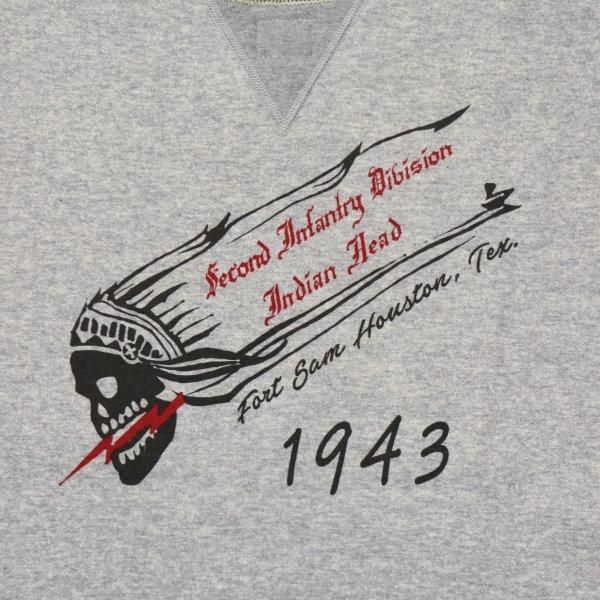 Second Infantry Division
Indian Head
Fort Sam Houston, Tex.
1943